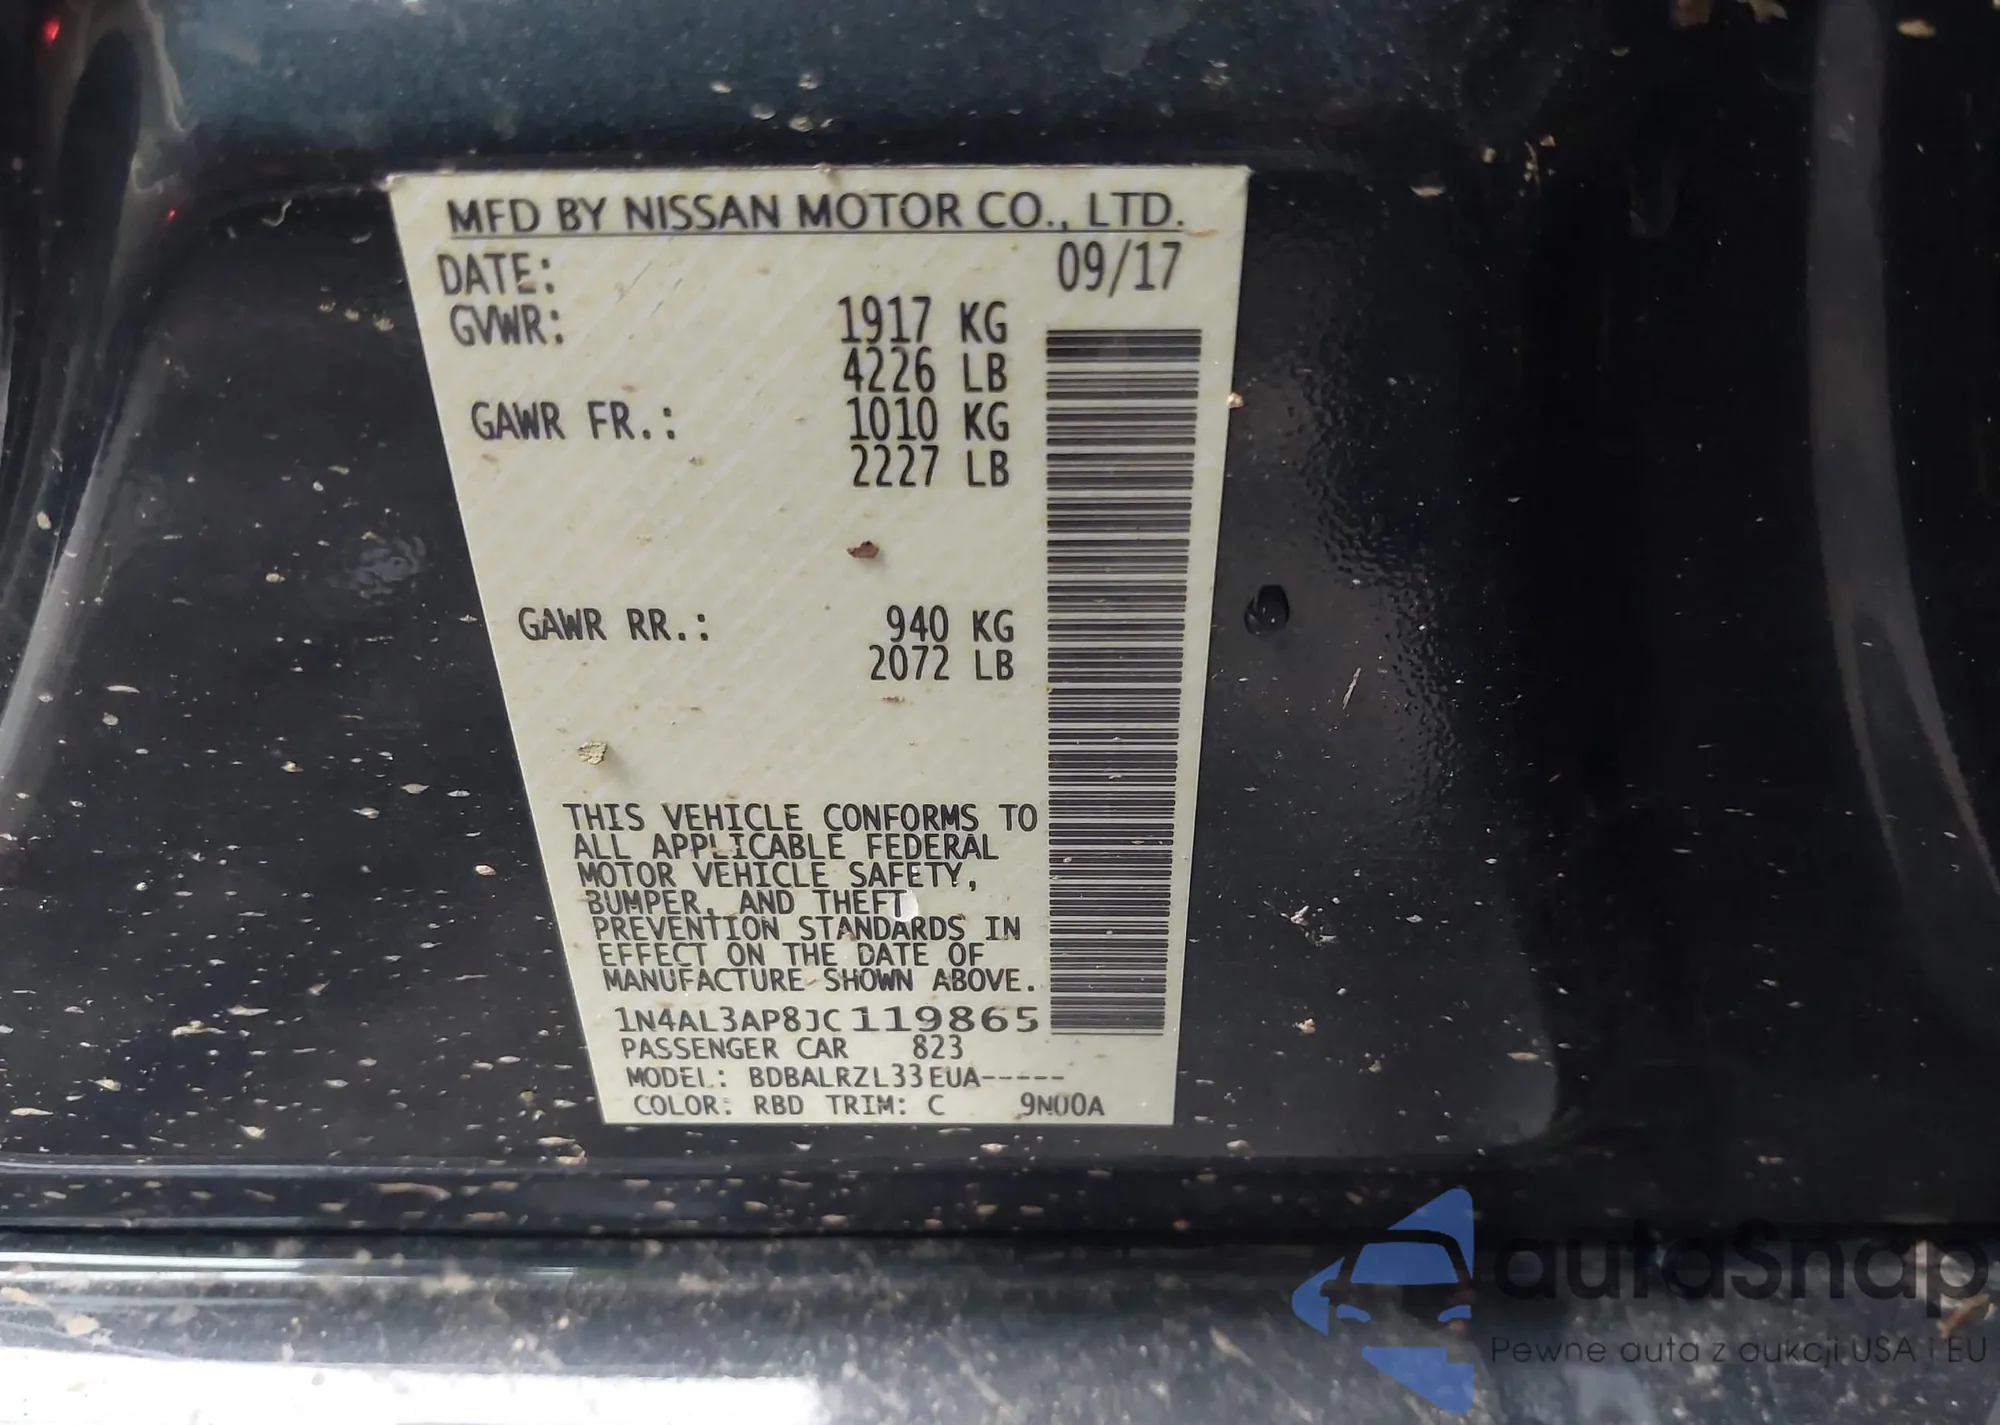 MFD BY NISSAN MOTOR CO., LTD.
DATE: 09/17
GVWR: 1917 KG
4226 LB
GAWR FR.: 1010 KG
2227 LB
GAWR RR.: 940 KG
2072 LB
THIS VEHICLE CONFORMS TO
ALL APPLICABLE FEDERAL
MOTOR VEHICLE SAFETY,
BUMPER, AND THEFT
PREVENTION STANDARDS IN
EFFECT ON THE DATE OF
MANUFACTURE SHOWN ABOVE.
1N4AL3AP8JC119865
PASSENGER CAR 823
MODEL: BDBALRZL33EUA-----
COLOR: RBD TRIM: C 9N00A
autaSnap
Pewne auta z aukcji USA i EU